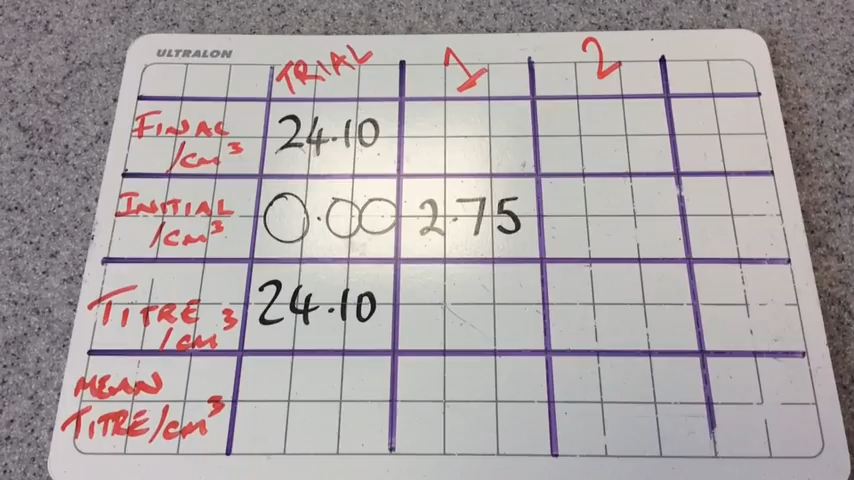 ULTRALON
TRIAL 1 2
FINAL 24.10
/cm³
INITIAL 0.00 2.75
/cm³
TITRE 24.10
/cm³
MEAN
TITRE/cm³